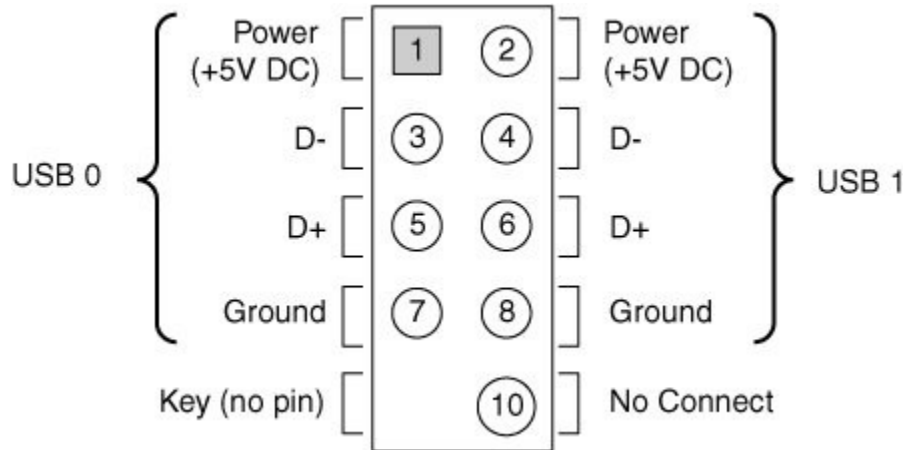 Power
(+5V DC)
1
2
Power
(+5V DC)
D-
3
4
D-
USB 0
USB 1
D+
5
6
D+
Ground
7
8
Ground
Key (no pin)
10
No Connect